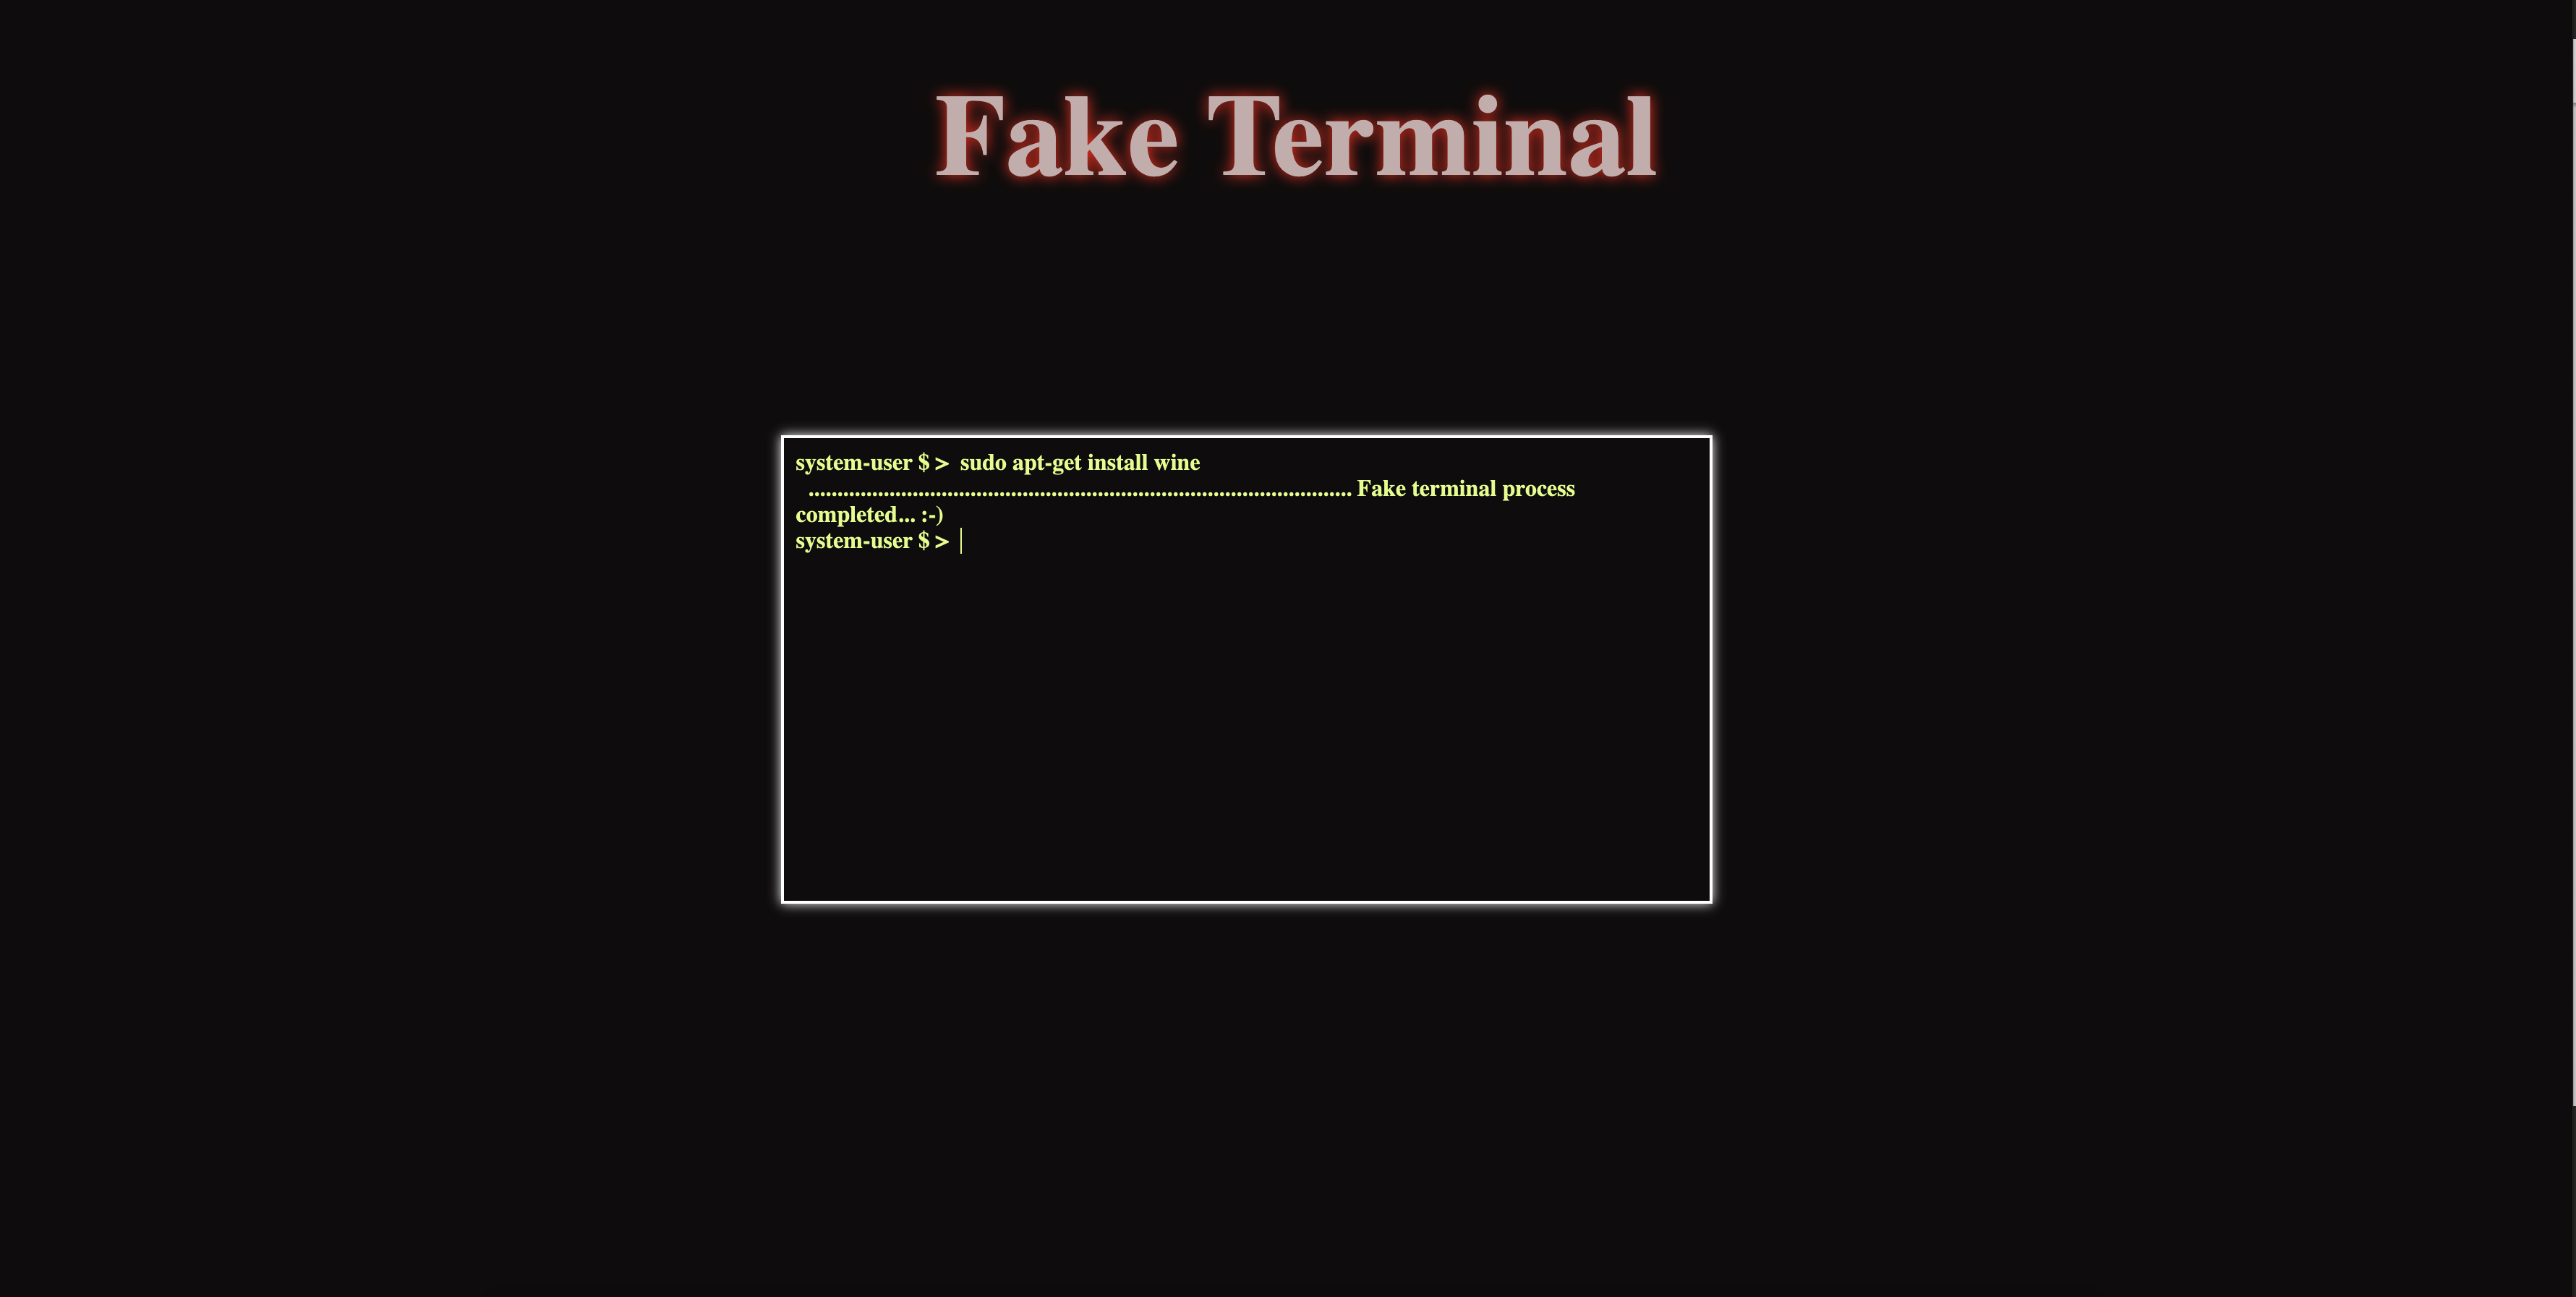 Fake Terminal
system-user $ > sudo apt-get install wine
.............................................................................................. Fake terminal process
completed... :-)
system-user $ >